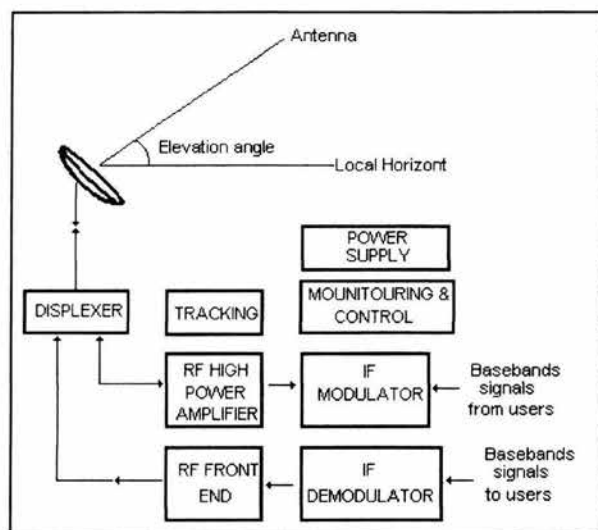 Antenna
Elevation angle
Local Horizont
POWER
SUPPLY
DISPLEXER
TRACKING
MOUNITOURING &
CONTROL
RF HIGH
POWER
AMPLIFIER
IF
MODULATOR
Basebands
signals
from users
RF FRONT
END
IF
DEMODULATOR
Basebands
signals
to users